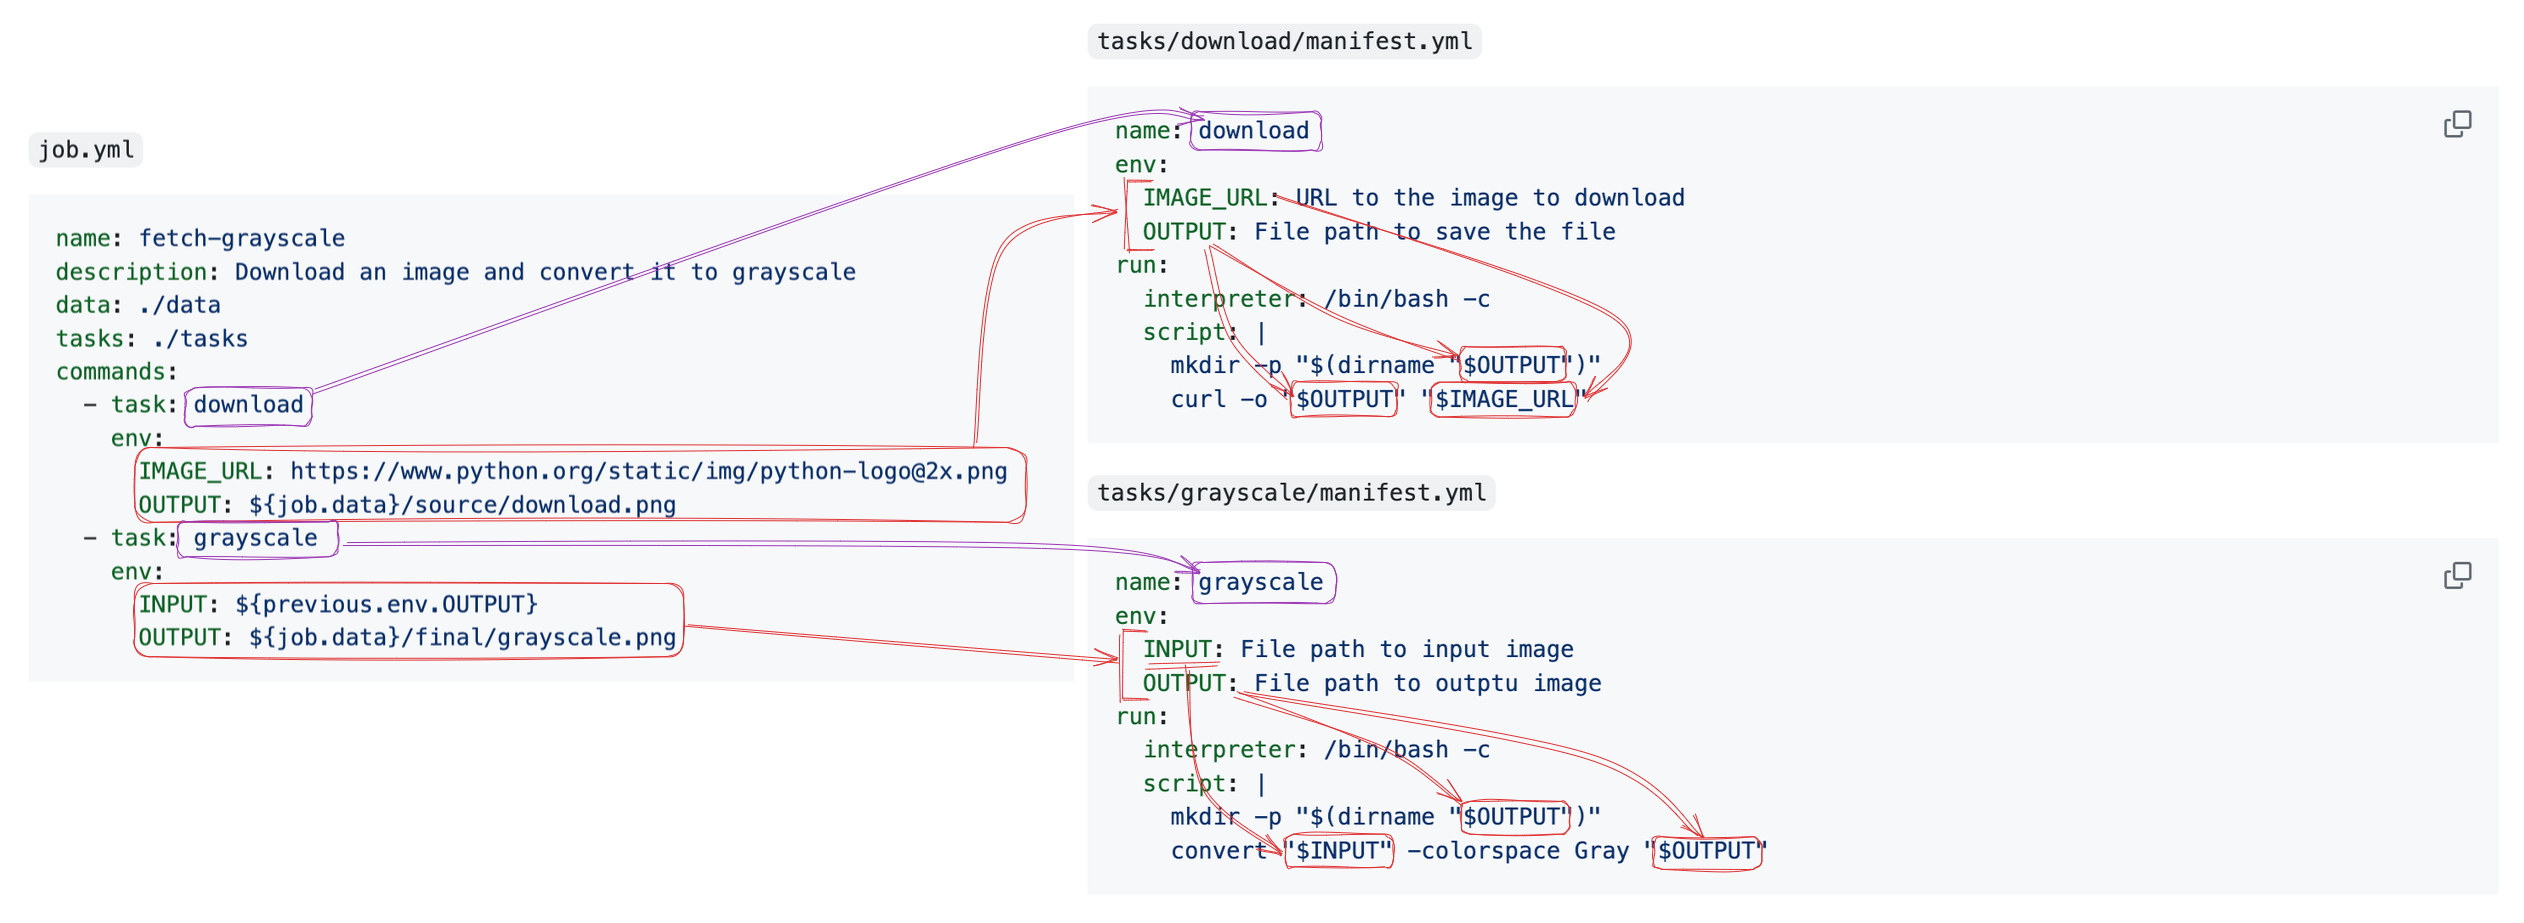 job.yml
name: fetch-grayscale
description: Download an image and convert it to grayscale
data: ./data
tasks: ./tasks
commands:
  - task: download
    env:
      IMAGE_URL: https://www.python.org/static/img/python-logo@2x.png
      OUTPUT: ${job.data}/source/download.png
  - task: grayscale
    env:
      INPUT: ${previous.env.OUTPUT}
      OUTPUT: ${job.data}/final/grayscale.png
tasks/download/manifest.yml
name: download
env:
  IMAGE_URL: URL to the image to download
  OUTPUT: File path to save the file
run:
  interpreter: /bin/bash -c
  script: |
    mkdir -p "$(dirname "$OUTPUT")"
    curl -o "$OUTPUT" "$IMAGE_URL"
tasks/grayscale/manifest.yml
name: grayscale
env:
  INPUT: File path to input image
  OUTPUT: File path to outptu image
run:
  interpreter: /bin/bash -c
  script: |
    mkdir -p "$(dirname "$OUTPUT")"
    convert "$INPUT" -colorspace Gray "$OUTPUT"